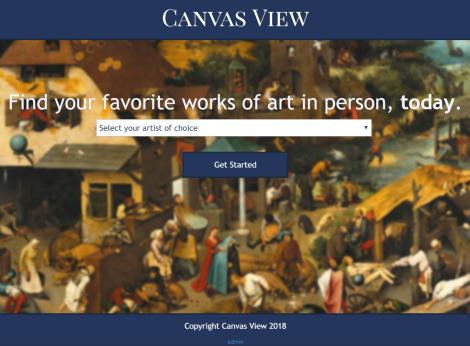 Canvas View
Find your favorite works of art in person, today.
Select your artist of choice
Get Started
Copyright Canvas View 2018
admin